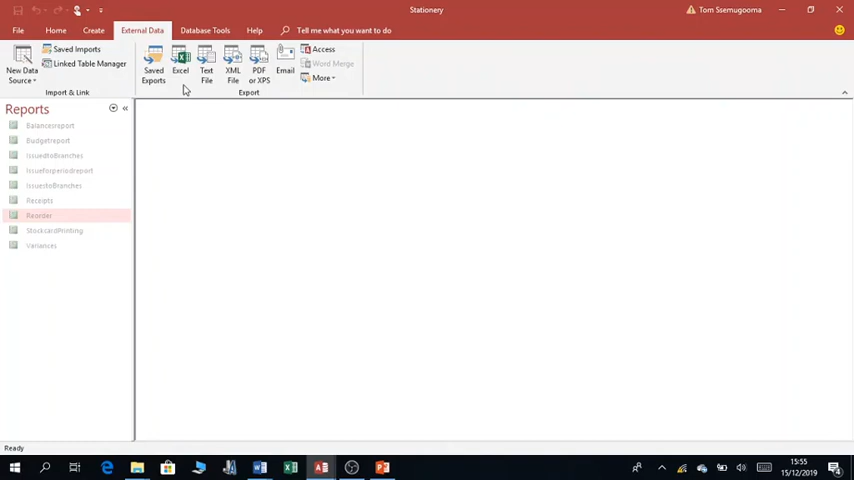 Stationery
Tom Ssemugooma
File
Home
Create
External Data
Database Tools
Help
Tell me what you want to do
New Data
Source
Saved Imports
Linked Table Manager
Import & Link
Saved
Exports
Excel
Text
File
XML
File
PDF
or XPS
Email
Access
Word Merge
More
Export
Reports
Balancesreport
Budgetreport
IssuedtoBranches
Issueforperiodreport
IssuestoBranches
Receipts
Reorder
StockcardPrinting
Variances
Ready
15:55
15/12/2019
4